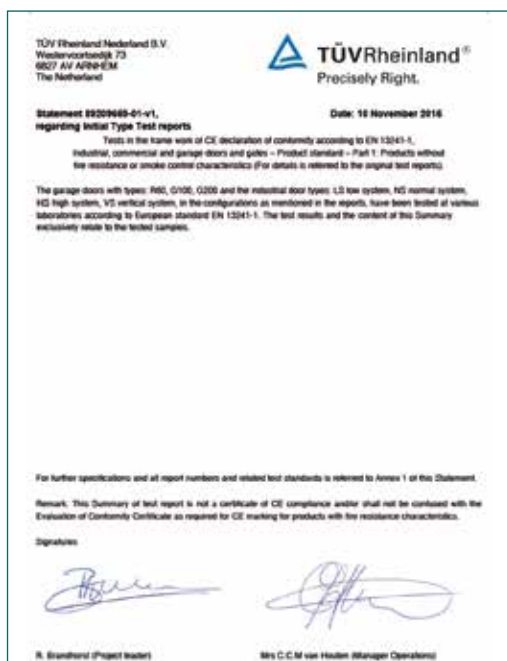 TÜV Rheinland Nederland B.V.
Westervoortsedijk 73
6827 AV ARNHEM
The Netherland
TÜVRheinland®
Precisely Right.
Statement
Date: 10 November 2016
regarding Initial Type Test reports
Tests in the frame work of CE declaration of conformity according to EN 13241-1,
Industrial, commercial and garage doors and gates – Product standard – Part 1: Products without
fire resistance or smoke control characteristics (For details is referred to the original test reports).
The garage doors with types: R60, G100, G200 and the industrial door types: LS low system, NS normal system,
HS high system, VS vertical system, in the configurations as mentioned in the reports, have been tested at various
laboratories according to European standard EN 13241-1. The test results and the content of this Summary
exclusively relate to the tested samples.
For further specifications and all report numbers and related test standards is referred to Annex 1 of this Statement.
Remark: This Summary of test report is not a certificate of CE compliance and/or shall not be confused with the
Evaluation of Conformity Certificate as required for CE marking for products with fire resistance characteristics.
Signatures
R. Brandhorst (Project leader)
Mrs C.C.M van Houten (Manager Operations)